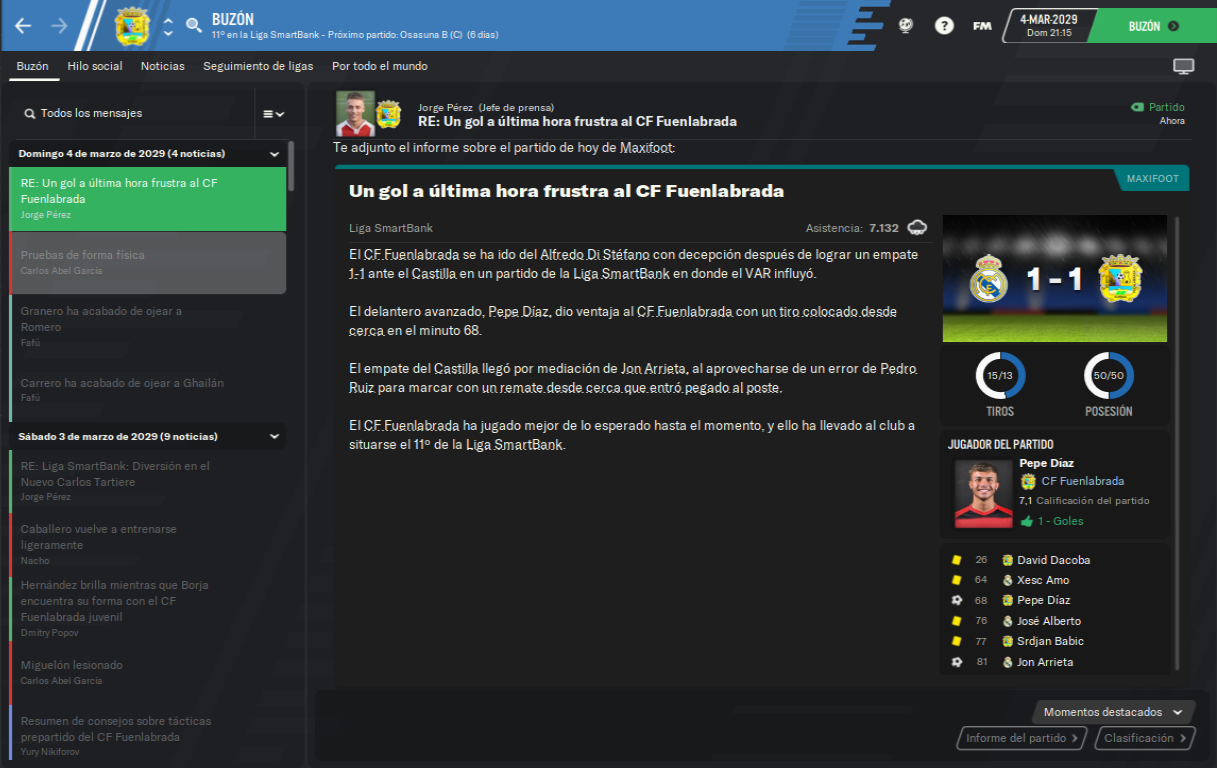 BUZÓN
11º en la Liga SmartBank - Próximo partido: Osasuna B (C) (6 días)
?
FM
4-MAR-2029
Dom 21:15
BUZÓN
Buzón
Hilo social
Noticias
Seguimiento de ligas
Por todo el mundo
Todos los mensajes
Domingo 4 de marzo de 2029 (4 noticias)
RE: Un gol a última hora frustra al CF
Fuenlabrada
Jorge Pérez
Pruebas de forma física
Carlos Abel García
Granero ha acabado de ojear a
Romero
Fafú
Carrero ha acabado de ojear a Ghailán
Fafú
Sábado 3 de marzo de 2029 (9 noticias)
RE: Liga SmartBank: Diversión en el
Nuevo Carlos Tartiere
Jorge Pérez
Caballero vuelve a entrenarse
ligeramente
Nacho
Hernández brilla mientras que Borja
encuentra su forma con el CF
Fuenlabrada juvenil
Dmitry Popov
Miguelón lesionado
Carlos Abel García
Resumen de consejos sobre tácticas
prepartido del CF Fuenlabrada
Yury Nikiforov
Jorge Pérez (Jefe de prensa)
RE: Un gol a última hora frustra al CF Fuenlabrada
Partido
Ahora
Te adjunto el informe sobre el partido de hoy de Maxifoot:
Un gol a última hora frustra al CF Fuenlabrada
MAXIFOOT
Liga SmartBank
Asistencia: 7.132
El CF Fuenlabrada se ha ido del Alfredo Di Stéfano con decepción después de lograr un empate
1-1 ante el Castilla en un partido de la Liga SmartBank en donde el VAR influyó.
El delantero avanzado, Pepe Díaz, dio ventaja al CF Fuenlabrada con un tiro colocado desde
cerca en el minuto 68.
El empate del Castilla llegó por mediación de Jon Arrieta, al aprovecharse de un error de Pedro
Ruiz para marcar con un remate desde cerca que entró pegado al poste.
El CF Fuenlabrada ha jugado mejor de lo esperado hasta el momento, y ello ha llevado al club a
situarse el 11º de la Liga SmartBank.
1 - 1
15/13
TIROS
50/50
POSESIÓN
JUGADOR DEL PARTIDO
Pepe Díaz
CF Fuenlabrada
7,1 Calificación del partido
1 - Goles
26 David Dacoba
64 Xesc Amo
68 Pepe Díaz
76 José Alberto
77 Srdjan Babic
81 Jon Arrieta
Momentos destacados
Informe del partido
Clasificación